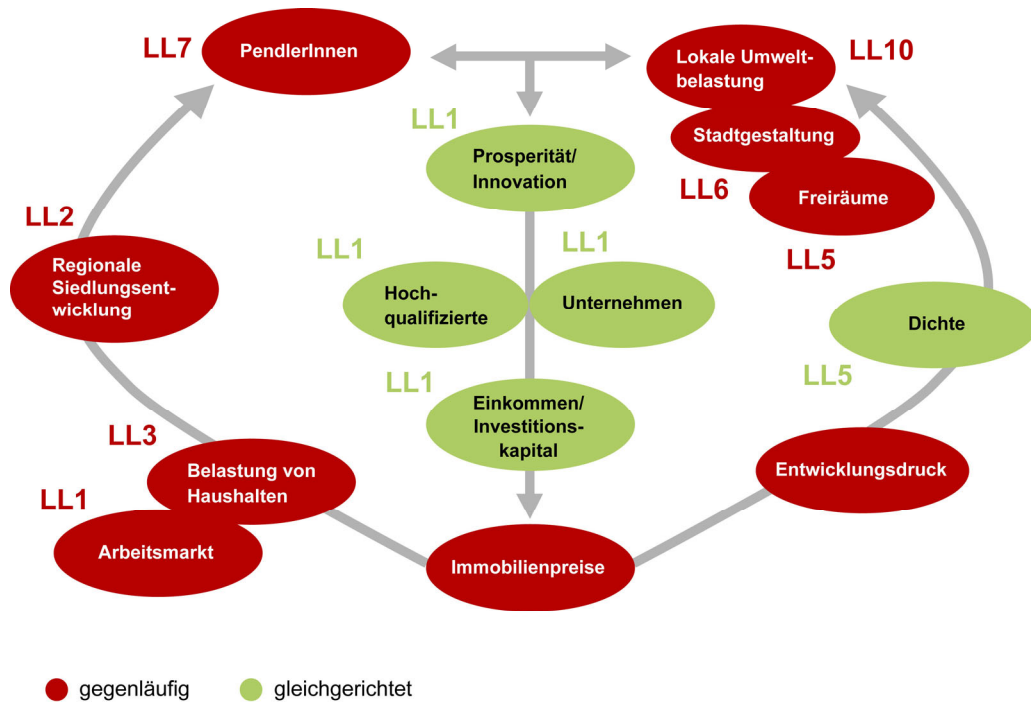 LL7
PendlerInnen
Lokale Umwelt-
belastung
LL10
LL1
Prosperität/
Innovation
Stadtgestaltung
LL6
Freiräume
LL5
LL2
Regionale
Siedlungsent-
wicklung
LL1
Hoch-
qualifizierte
LL1
Unternehmen
Dichte
LL5
LL1
Einkommen/
Investitions-
kapital
LL3
Belastung von
Haushalten
LL1
Arbeitsmarkt
Immobilienpreise
Entwicklungsdruck
gegenläufig
gleichgerichtet